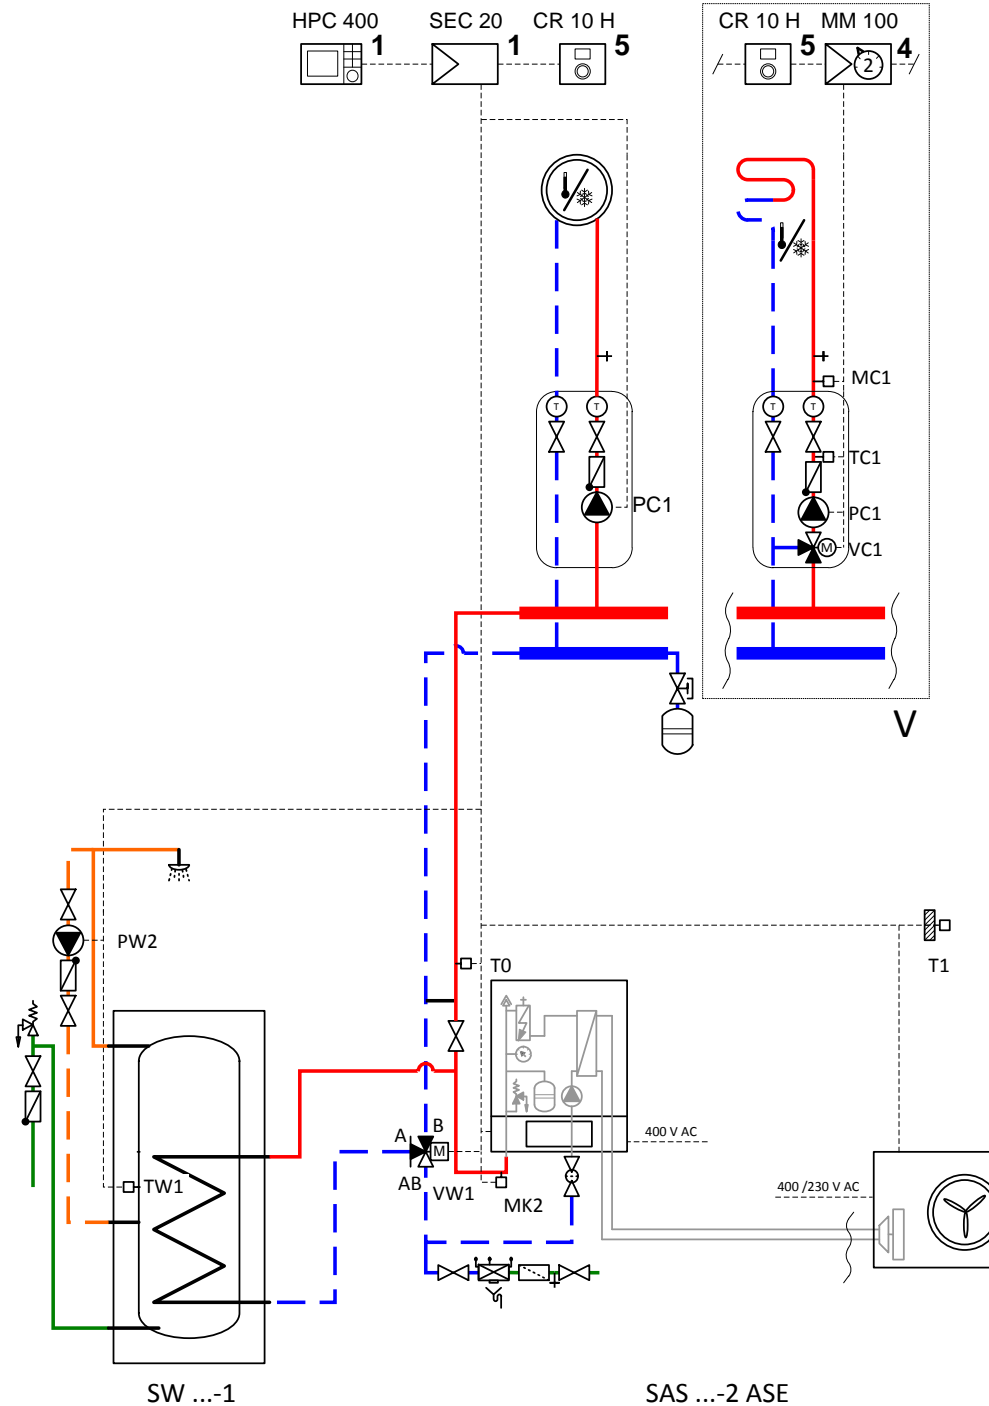 HPC 400 SEC 20 CR 10 H CR 10 H MM 100
1 1 5 5 2 4
MC1
T T T T
TC1
PC1 PC1
M VC1
V
PW2 T0 T1
A B 400 V AC
M
AB VW1 MK2
TW1 400 /230 V AC
SW ...-1 SAS ...-2 ASE